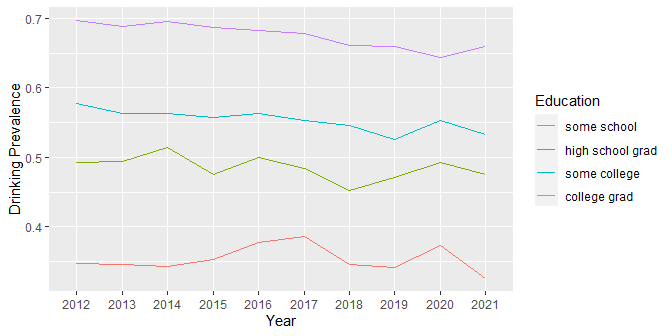 0.7
0.6
0.5
0.4
Drinking Prevalence
2012 2013 2014 2015 2016 2017 2018 2019 2020 2021
Year
Education
some school
high school grad
some college
college grad